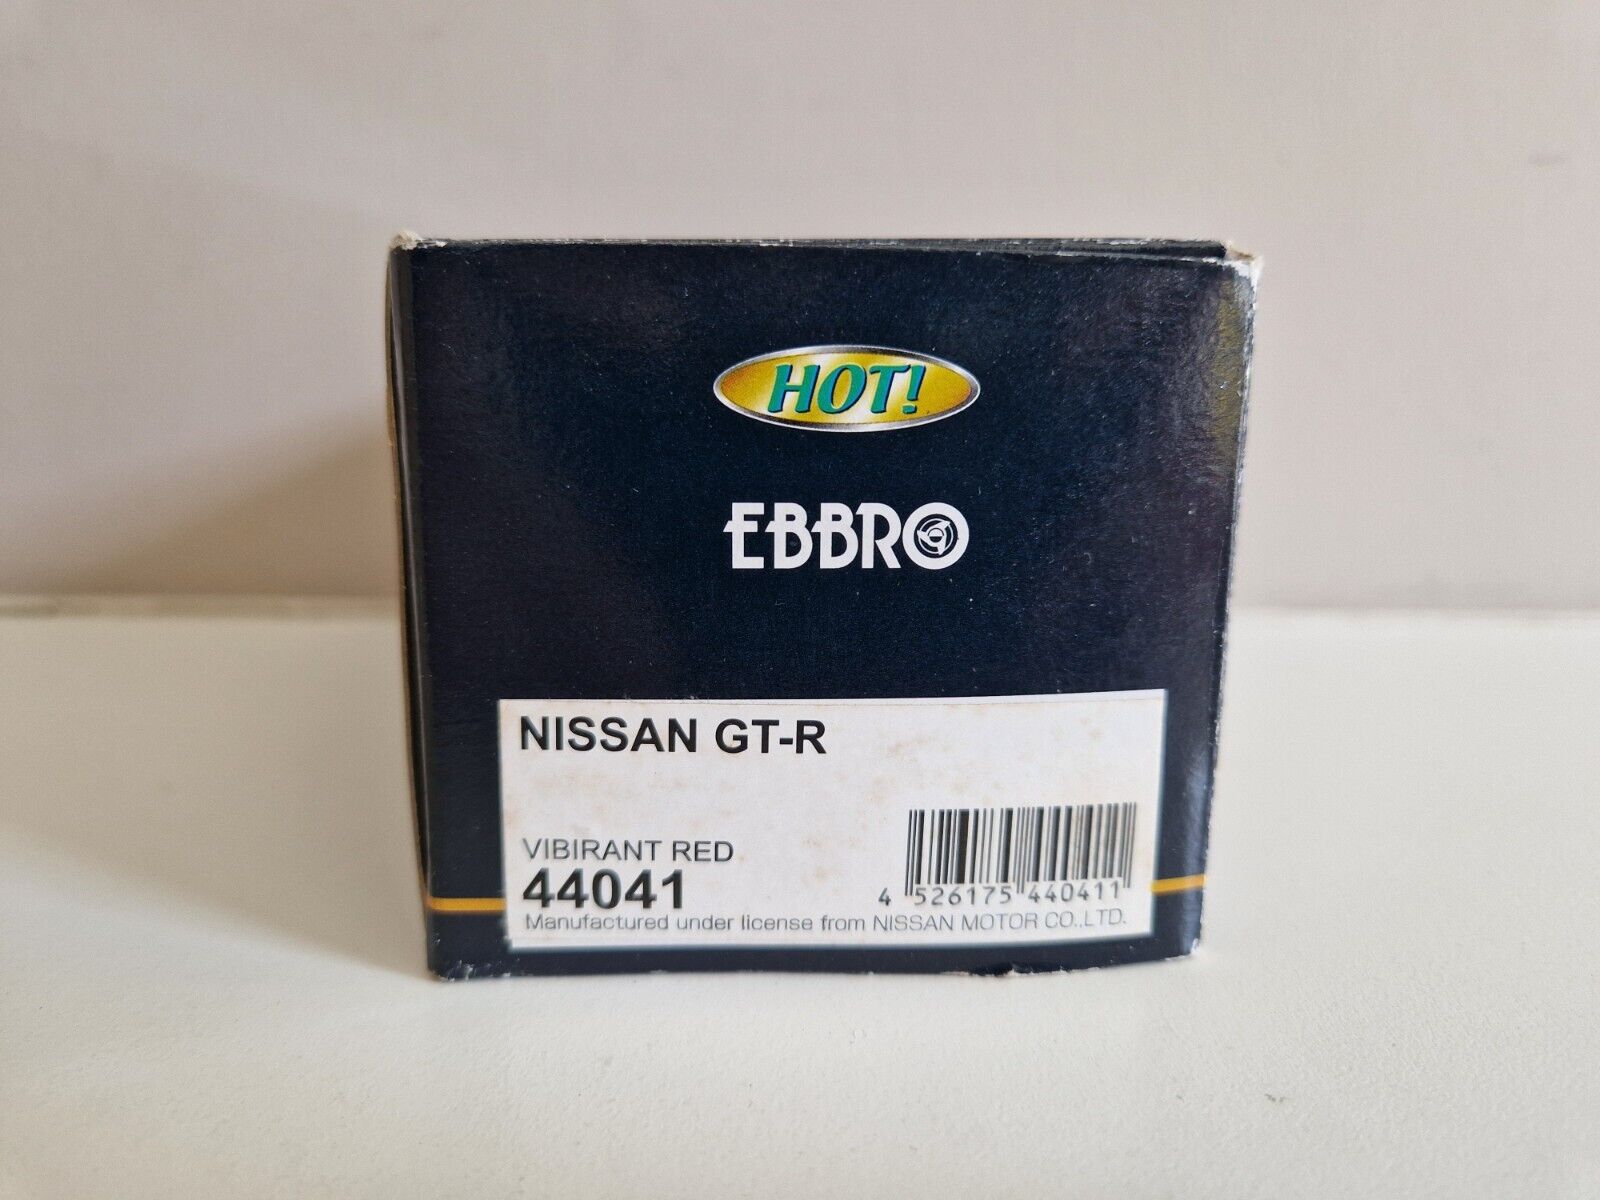 HOT!
EBBRO
NISSAN GT-R
VIBIRANT RED
44041
4 526175 440411
Manufactured under license from NISSAN MOTOR CO.,LTD.